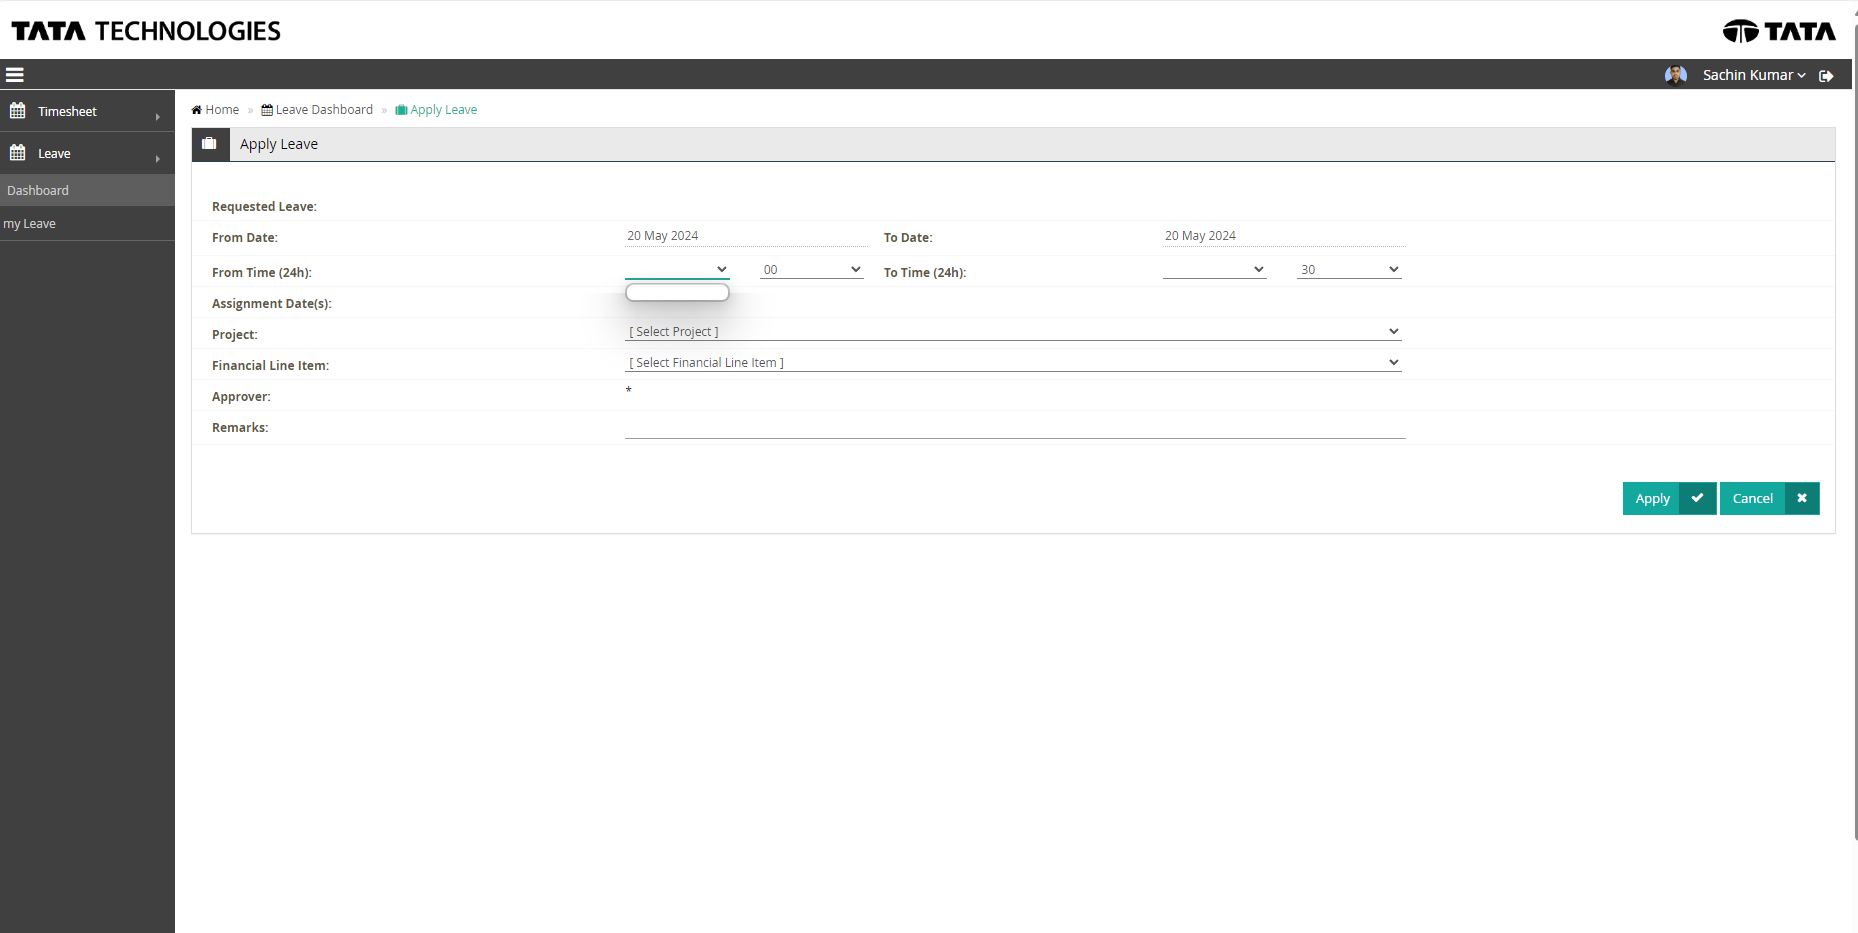 TATA TECHNOLOGIES
TATA
Sachin Kumar
Timesheet
Leave
Dashboard
my Leave
Home » Leave Dashboard » Apply Leave
Apply Leave
Requested Leave:
From Date: 20 May 2024 To Date: 20 May 2024
From Time (24h): 00 To Time (24h): 30
Assignment Date(s):
Project: [ Select Project ]
Financial Line Item: [ Select Financial Line Item ]
Approver: *
Remarks:
Apply Cancel